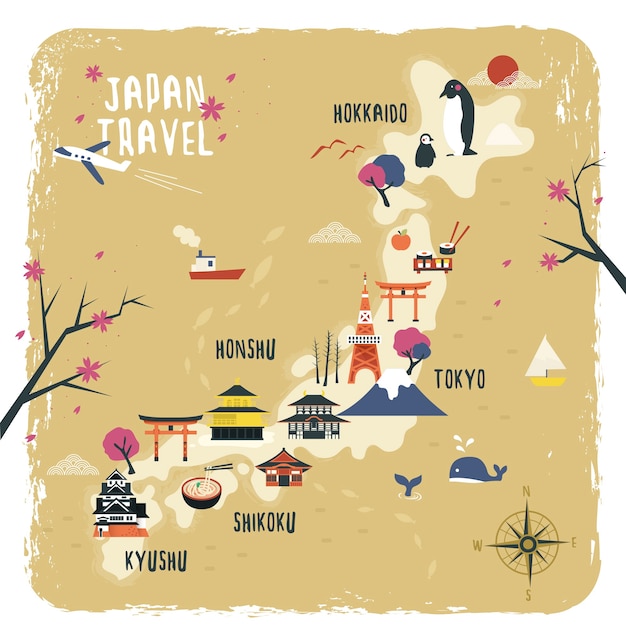 JAPAN
TRAVEL
HOKKAIDO
HONSHU
TOKYO
SHIKOKU
KYUSHU
N
W E
S